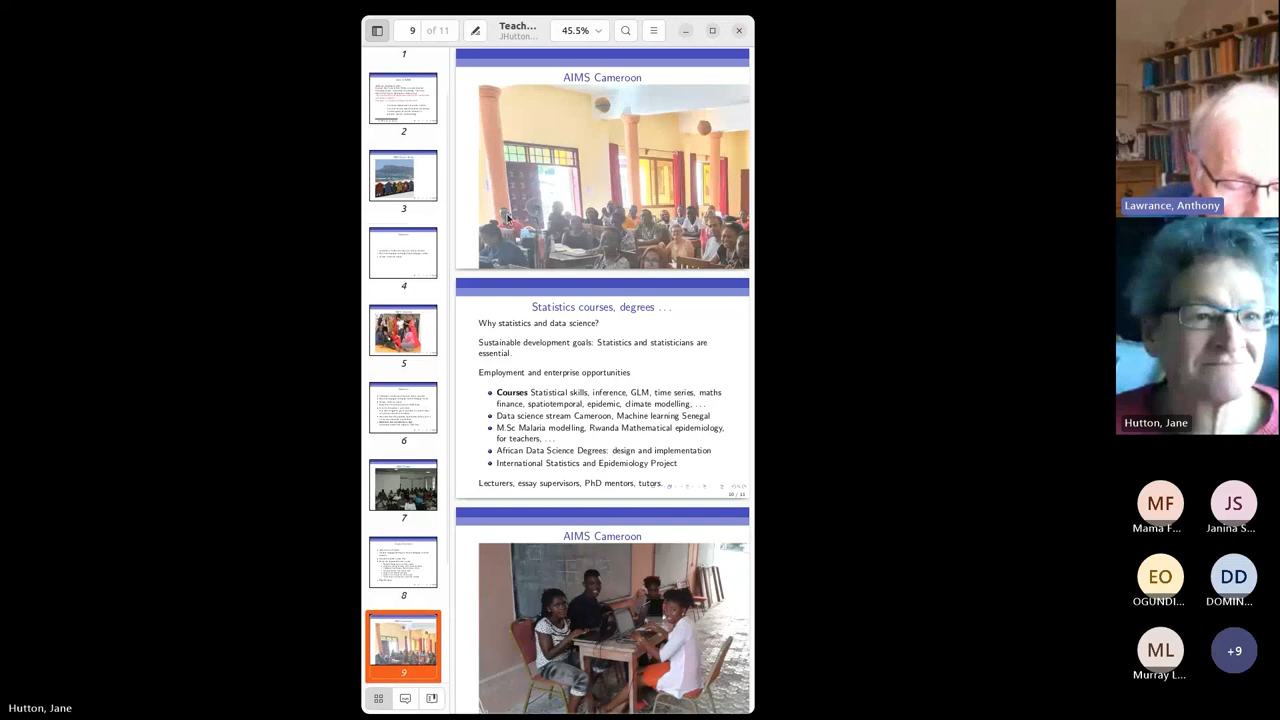 9 of 11
Teach...
JHutton...
45.5%
1
2
3
4
5
6
7
8
9
AIMS Cameroon
Statistics courses, degrees . . .
Why statistics and data science?
Sustainable development goals: Statistics and statisticians are
essential.
Employment and enterprise opportunities
Courses Statistical skills, inference, GLM, time series, maths
finance, spatiotemporal, epidemic, climate modelling, . . .
Data science stream Cameroon, Machine learning Senegal
M.Sc Malaria modelling, Rwanda Mathematical epidemiology,
for teachers, . . .
African Data Science Degrees: design and implementation
International Statistics and Epidemiology Project
Lecturers, essay supervisors, PhD mentors, tutors.
10 / 11
AIMS Cameroon
Lawrance, Anthony
Hutton, Jane
MF
Mama F...
JS
Janina S...
EO
OGUNDI...
DD
DOMIN...
ML
Murray L...
+9
Hutton, Jane